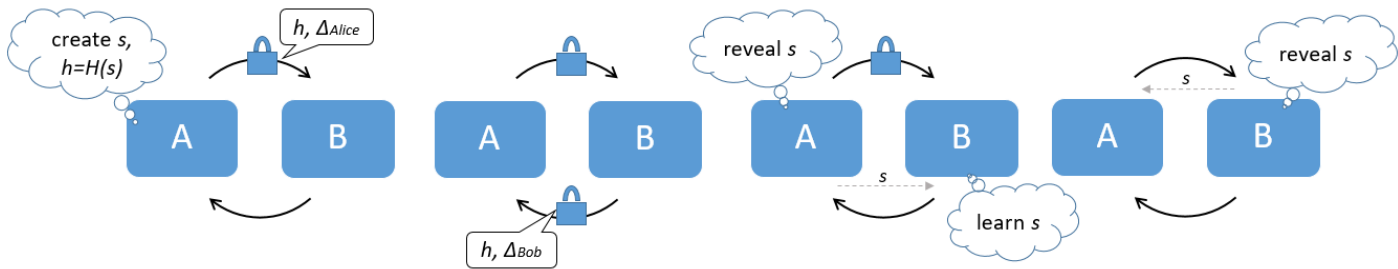 create s,
h=H(s)
h, ΔAlice
A
B
A
B
h, ΔBob
reveal s
A
B
s
learn s
reveal s
s
A
B